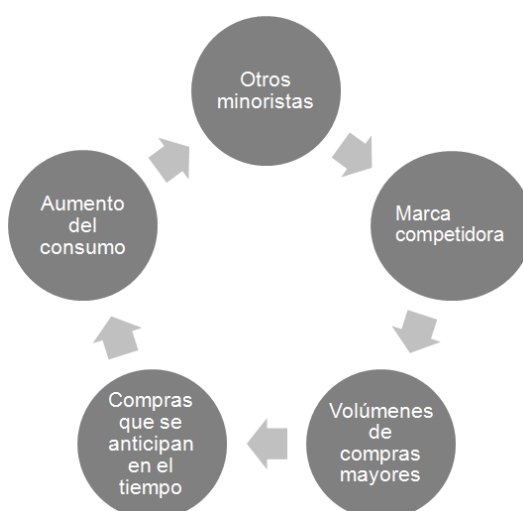 Otros
minoristas
Marca
competidora
Volúmenes
de
compras
mayores
Compras
que se
anticipan
en el
tiempo
Aumento
del
consumo